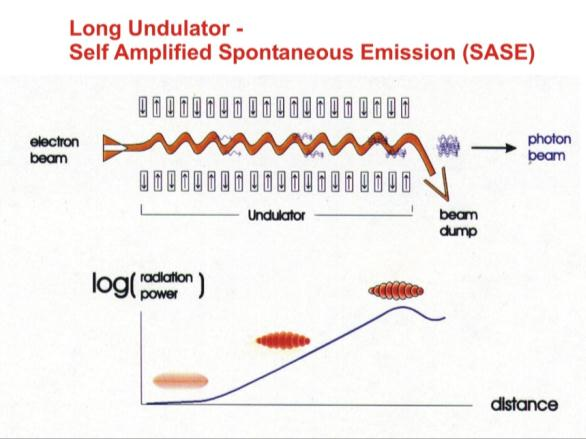 Long Undulator -
Self Amplified Spontaneous Emission (SASE)
electron
beam
photon
beam
Undulator
beam
dump
log( radiation
power )
distance